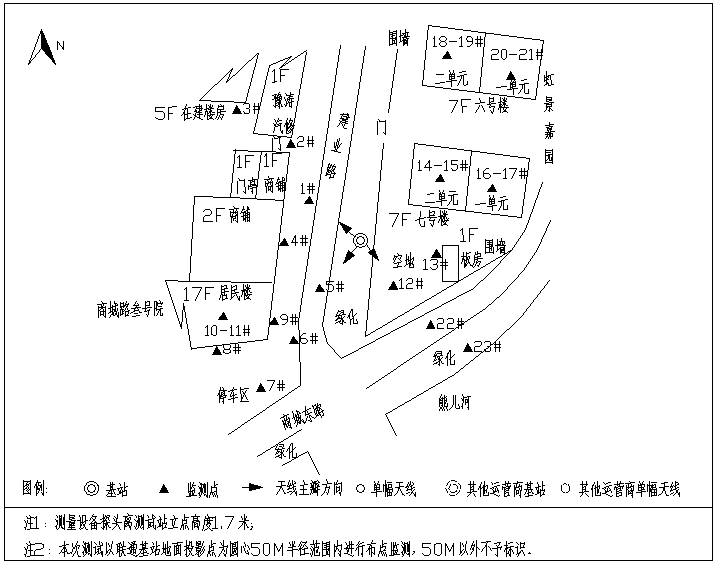 N
围墙
18-19#
20-21#
二单元
一单元
7F 六号楼
虹景嘉园
1F
豫涛
汽修
门
5F 在建楼房
3#
2#
建业路
门
14-15#
16-17#
二单元
一单元
7F 七号楼
1F
门亭
1F
商铺
1#
2F 商铺
4#
空地
13#
1F
板房
围墙
17F 居民楼
5#
12#
商城路叁号院
10-11#
9#
绿化
8#
6#
22#
绿化
23#
停车区
7#
商城东路
熊儿河
绿化
图例:
基站
监测点
天线主瓣方向
单幅天线
其他运营商基站
其他运营商单幅天线
注1：测量设备探头离测试站立点高度1.7米;
注2：本次测试以联通基站地面投影点为圆心50M半径范围内进行布点监测，50M以外不予标识.